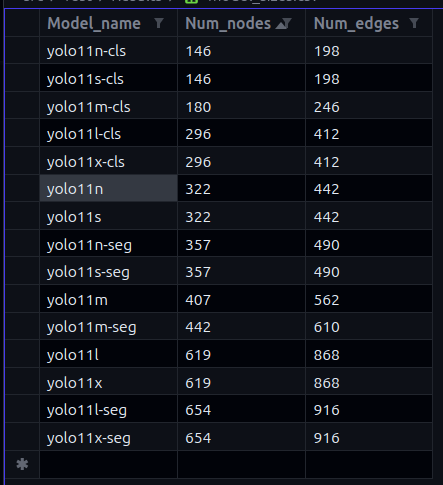 Model_name Num_nodes Num_edges
yolo11n-cls 146 198
yolo11s-cls 146 198
yolo11m-cls 180 246
yolo11l-cls 296 412
yolo11x-cls 296 412
yolo11n 322 442
yolo11s 322 442
yolo11n-seg 357 490
yolo11s-seg 357 490
yolo11m 407 562
yolo11m-seg 442 610
yolo11l 619 868
yolo11x 619 868
yolo11l-seg 654 916
yolo11x-seg 654 916